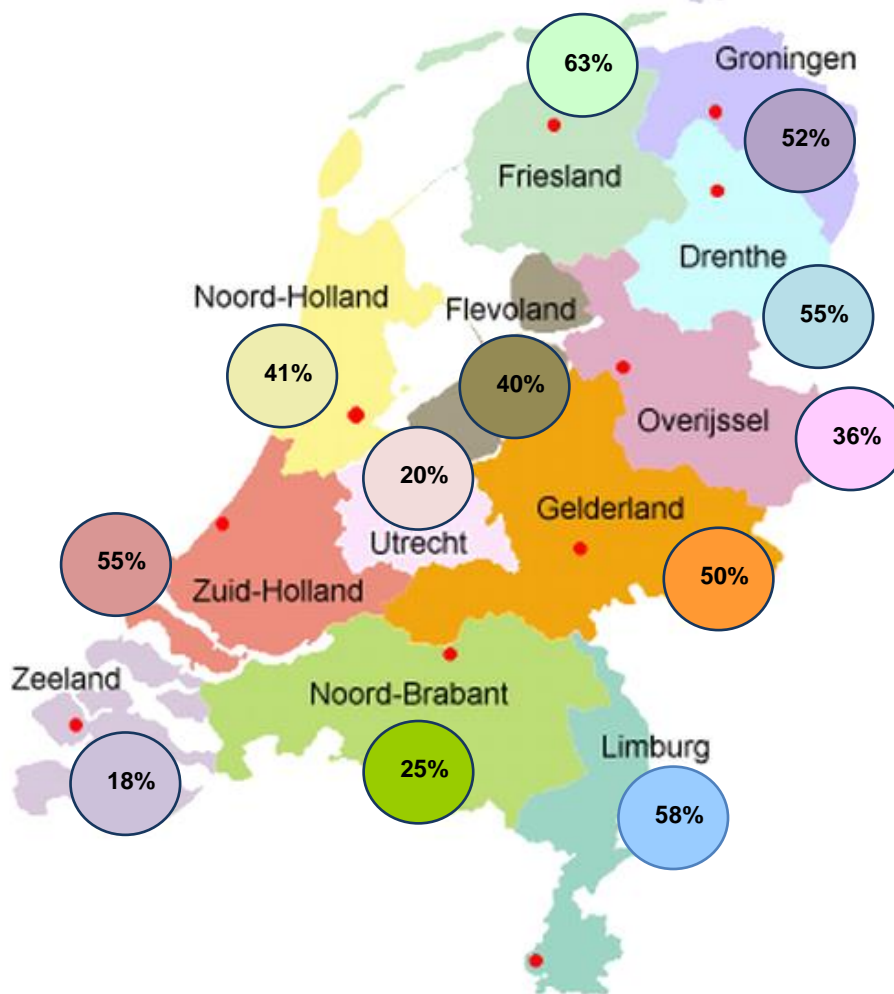 63%
Groningen
52%
Friesland
Drenthe
Noord-Holland
Flevoland
55%
41%
40%
Overijssel
36%
20%
Gelderland
Utrecht
55%
50%
Zuid-Holland
Zeeland
Noord-Brabant
Limburg
25%
18%
58%